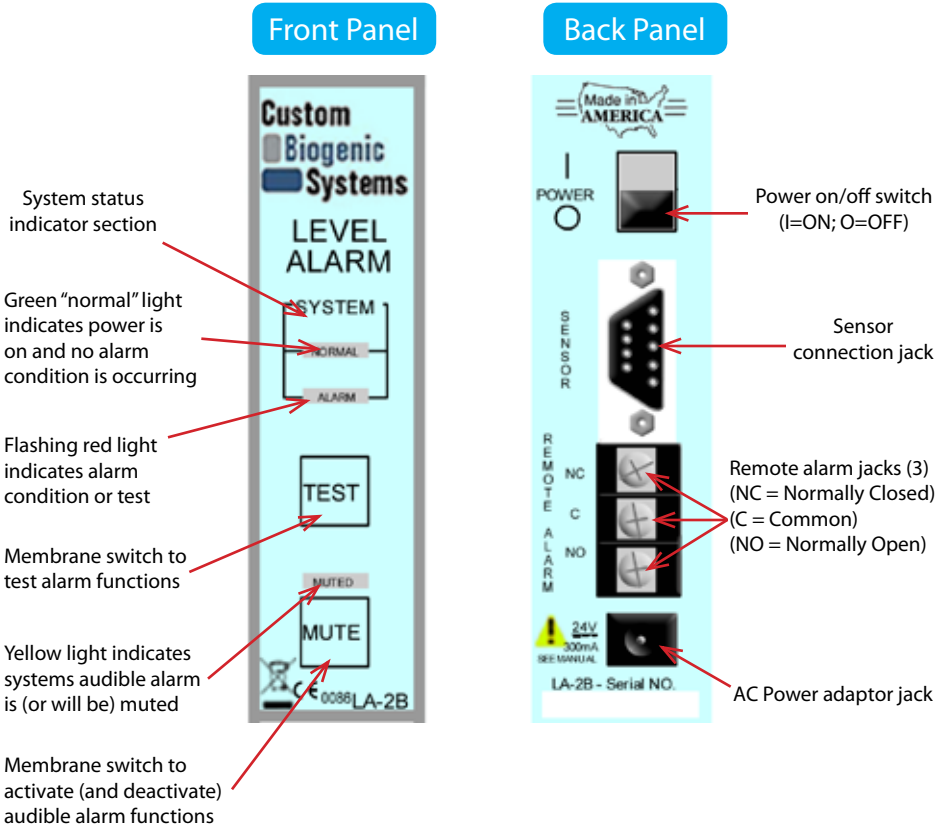 Front Panel
Back Panel
Custom
Biogenic
Systems
LEVEL
ALARM
SYSTEM
NORMAL
ALARM
TEST
MUTED
MUTE
CE 0086 LA-2B
System status
indicator section
Green “normal” light
indicates power is
on and no alarm
condition is occurring
Flashing red light
indicates alarm
condition or test
Membrane switch to
test alarm functions
Yellow light indicates
systems audible alarm
is (or will be) muted
Membrane switch to
activate (and deactivate)
audible alarm functions
Made in
AMERICA
I
POWER
O
SENSOR
REMOTE ALARM
NC
C
NO
24V
300mA
SEE MANUAL
LA-2B - Serial NO.
Power on/off switch
(I=ON; O=OFF)
Sensor
connection jack
Remote alarm jacks (3)
(NC = Normally Closed)
(C = Common)
(NO = Normally Open)
AC Power adaptor jack